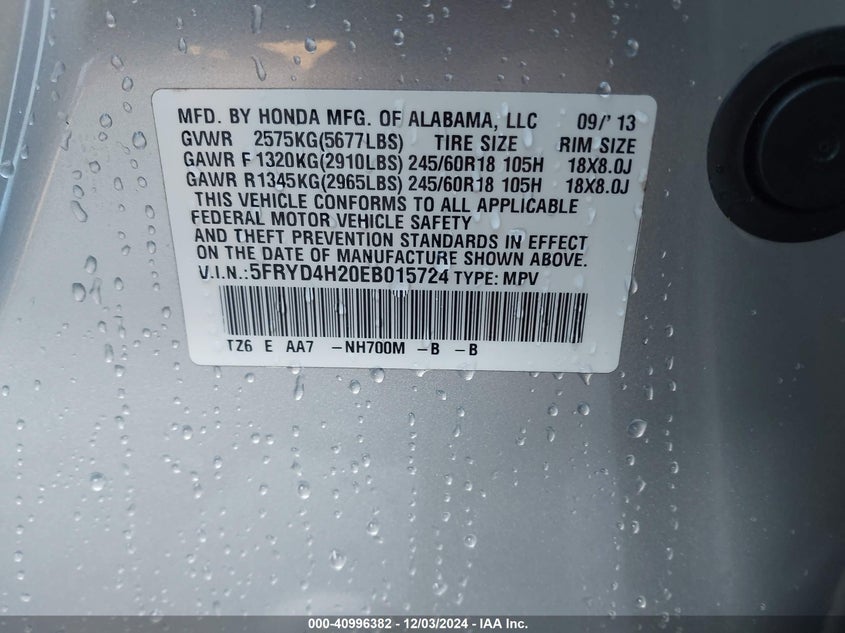 MFD. BY HONDA MFG. OF ALABAMA, LLC 09/' 13
GVWR 2575KG(5677LBS) TIRE SIZE RIM SIZE
GAWR F1320KG(2910LBS) 245/60R18 105H 18X8.0J
GAWR R1345KG(2965LBS) 245/60R18 105H 18X8.0J
THIS VEHICLE CONFORMS TO ALL APPLICABLE
FEDERAL MOTOR VEHICLE SAFETY
AND THEFT PREVENTION STANDARDS IN EFFECT
ON THE DATE OF MANUFACTURE SHOWN ABOVE.
V.I.N.:5FRYD4H20EB015724 TYPE: MPV
TZ6 E AA7 -NH700M -B -B
000-40996382 - 12/03/2024 - IAA Inc.